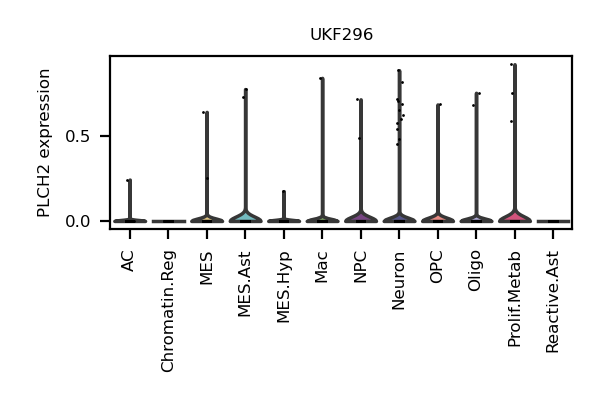 UKF296
PLCH2 expression
0.5
0.0
AC
Chromatin.Reg
MES
MES.Ast
MES.Hyp
Mac
NPC
Neuron
OPC
Oligo
Prolif.Metab
Reactive.Ast